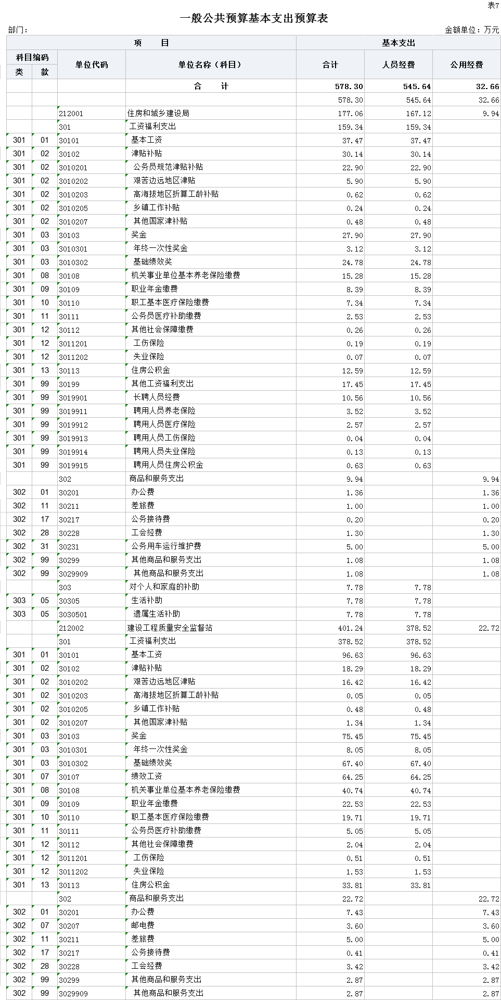 表7
一般公共预算基本支出预算表
部门： 金额单位：万元
项 目 基本支出
科目编码 单位代码 单位名称（科目） 合计 人员经费 公用经费
类 款
合 计 578.30 545.64 32.66
578.30 545.64 32.66
212001 住房和城乡建设局 177.06 167.12 9.94
301 工资福利支出 159.34 159.34
301 01 30101 基本工资 37.47 37.47
301 02 30102 津贴补贴 30.14 30.14
301 02 3010201 公务员规范津贴补贴 22.90 22.90
301 02 3010202 艰苦边远地区津贴 5.90 5.90
301 02 3010203 高海拔地区折算工龄补贴 0.62 0.62
301 02 3010205 乡镇工作补贴 0.24 0.24
301 02 3010207 其他国家津补贴 0.48 0.48
301 03 30103 奖金 27.90 27.90
301 03 3010301 年终一次性奖金 3.12 3.12
301 03 3010302 基础绩效奖 24.78 24.78
301 08 30108 机关事业单位基本养老保险缴费 15.28 15.28
301 09 30109 职业年金缴费 8.39 8.39
301 10 30110 职工基本医疗保险缴费 7.34 7.34
301 11 30111 公务员医疗补助缴费 2.53 2.53
301 12 30112 其他社会保障缴费 0.26 0.26
301 12 3011201 工伤保险 0.19 0.19
301 12 3011202 失业保险 0.07 0.07
301 13 30113 住房公积金 12.59 12.59
301 99 30199 其他工资福利支出 17.45 17.45
301 99 3019901 长聘人员经费 10.56 10.56
301 99 3019911 聘用人员养老保险 3.52 3.52
301 99 3019912 聘用人员医疗保险 2.57 2.57
301 99 3019913 聘用人员工伤保险 0.04 0.04
301 99 3019914 聘用人员失业保险 0.13 0.13
301 99 3019915 聘用人员住房公积金 0.63 0.63
302 商品和服务支出 9.94 9.94
302 01 30201 办公费 1.36 1.36
302 11 30211 差旅费 1.00 1.00
302 17 30217 公务接待费 0.20 0.20
302 28 30228 工会经费 1.30 1.30
302 31 30231 公务用车运行维护费 5.00 5.00
302 99 30299 其他商品和服务支出 1.08 1.08
302 99 3029909 其他商品和服务支出 1.08 1.08
303 对个人和家庭的补助 7.78 7.78
303 05 30305 生活补助 7.78 7.78
303 05 3030501 遗属生活补助 7.78 7.78
212002 建设工程质量安全监督站 401.24 378.52 22.72
301 工资福利支出 378.52 378.52
301 01 30101 基本工资 96.63 96.63
301 02 30102 津贴补贴 18.29 18.29
301 02 3010202 艰苦边远地区津贴 16.42 16.42
301 02 3010203 高海拔地区折算工龄补贴 0.05 0.05
301 02 3010205 乡镇工作补贴 0.48 0.48
301 02 3010207 其他国家津补贴 1.34 1.34
301 03 30103 奖金 75.45 75.45
301 03 3010301 年终一次性奖金 8.05 8.05
301 03 3010302 基础绩效奖 67.40 67.40
301 07 30107 绩效工资 64.25 64.25
301 08 30108 机关事业单位基本养老保险缴费 40.74 40.74
301 09 30109 职业年金缴费 22.53 22.53
301 10 30110 职工基本医疗保险缴费 19.71 19.71
301 11 30111 公务员医疗补助缴费 5.05 5.05
301 12 30112 其他社会保障缴费 2.04 2.04
301 12 3011201 工伤保险 0.51 0.51
301 12 3011202 失业保险 1.53 1.53
301 13 30113 住房公积金 33.81 33.81
302 商品和服务支出 22.72 22.72
302 01 30201 办公费 7.43 7.43
302 07 30207 邮电费 3.60 3.60
302 11 30211 差旅费 5.00 5.00
302 17 30217 公务接待费 0.41 0.41
302 28 30228 工会经费 3.42 3.42
302 99 30299 其他商品和服务支出 2.87 2.87
302 99 3029909 其他商品和服务支出 2.87 2.87